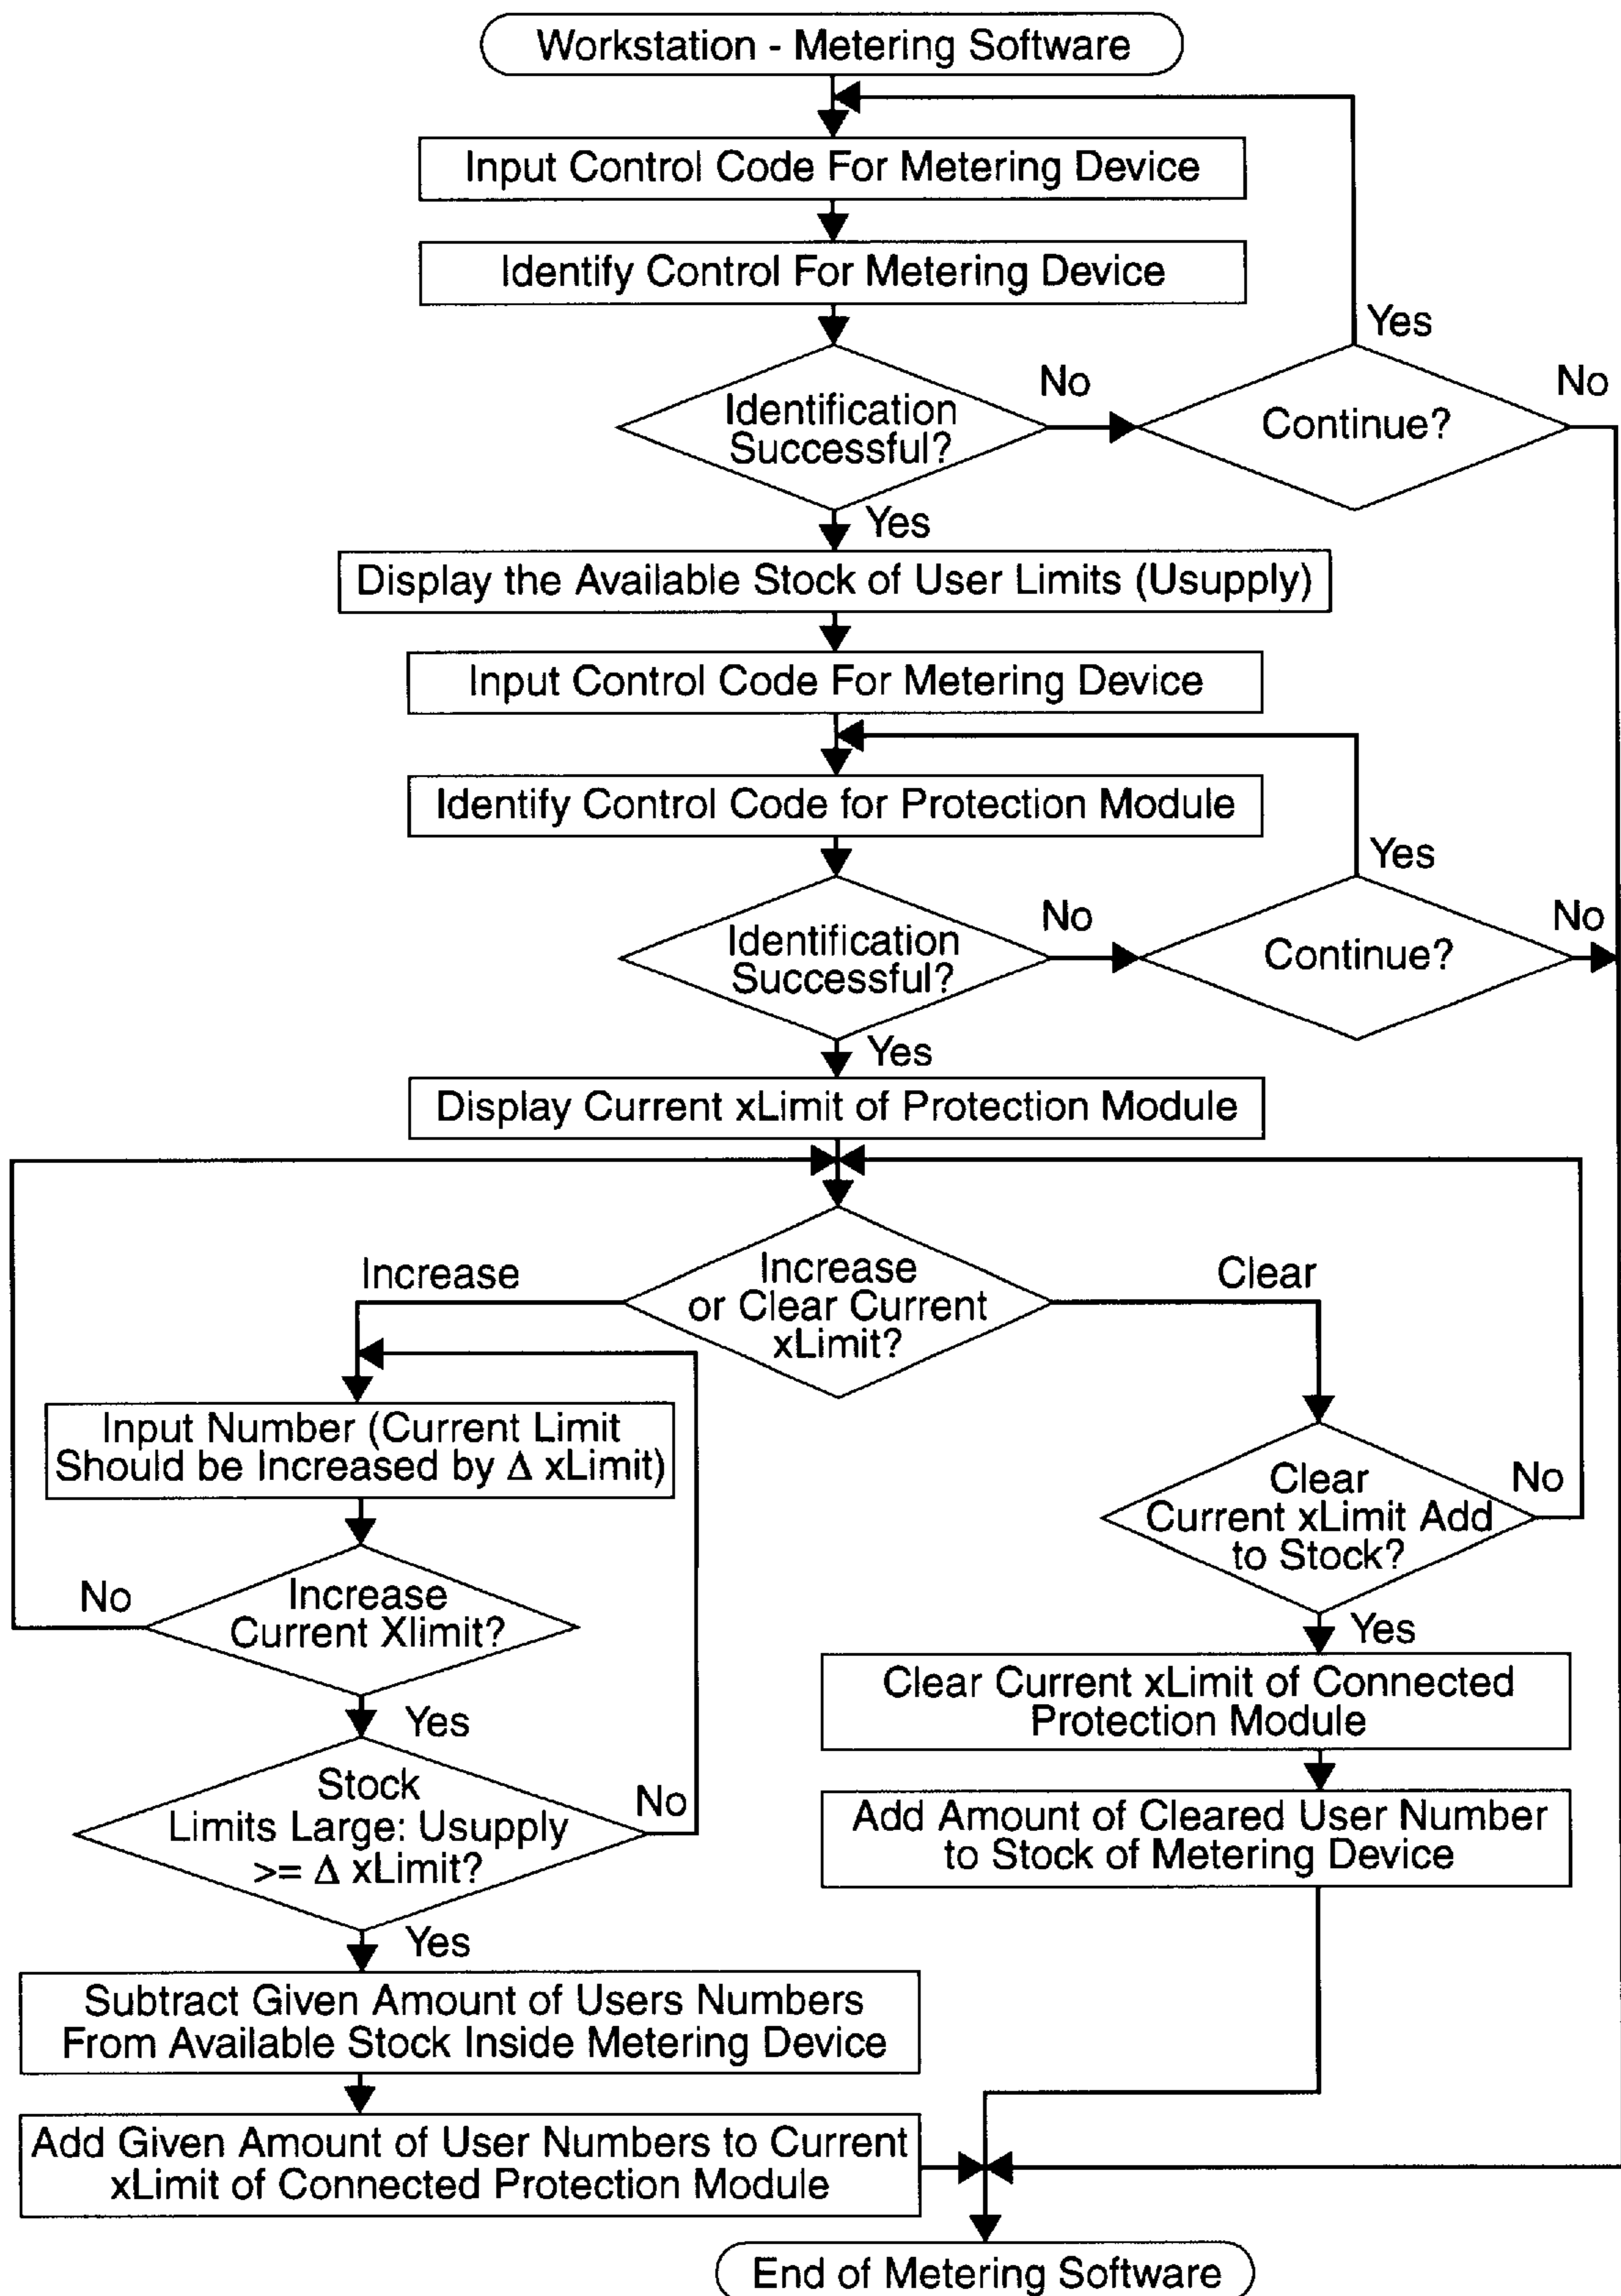 Workstation - Metering Software
Input Control Code For Metering Device
Identify Control For Metering Device
Yes
No
No
Identification
Successful?
Continue?
Yes
Display the Available Stock of User Limits (Usupply)
Input Control Code For Metering Device
Identify Control Code for Protection Module
Yes
No
No
Identification
Successful?
Continue?
Yes
Display Current xLimit of Protection Module
Increase
Increase
or Clear Current
xLimit?
Clear
Input Number (Current Limit
Should be Increased by Δ xLimit)
Clear
Current xLimit Add
to Stock?
No
No
Increase
Current Xlimit?
Yes
Yes
Clear Current xLimit of Connected
Protection Module
Stock
Limits Large: Usupply
>= Δ xLimit?
No
Add Amount of Cleared User Number
to Stock of Metering Device
Yes
Subtract Given Amount of Users Numbers
From Available Stock Inside Metering Device
Add Given Amount of User Numbers to Current
xLimit of Connected Protection Module
End of Metering Software